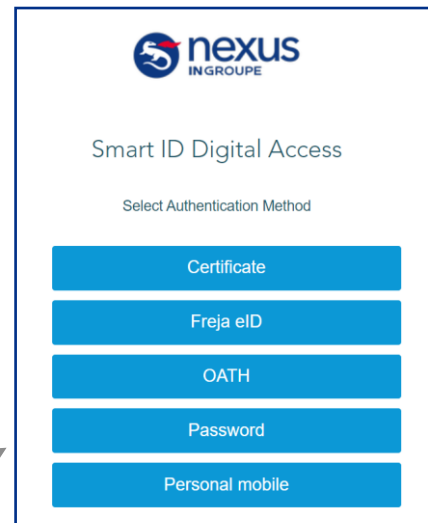 nexus
INGROUPE
Smart ID Digital Access
Select Authentication Method
Certificate
Freja eID
OATH
Password
Personal mobile